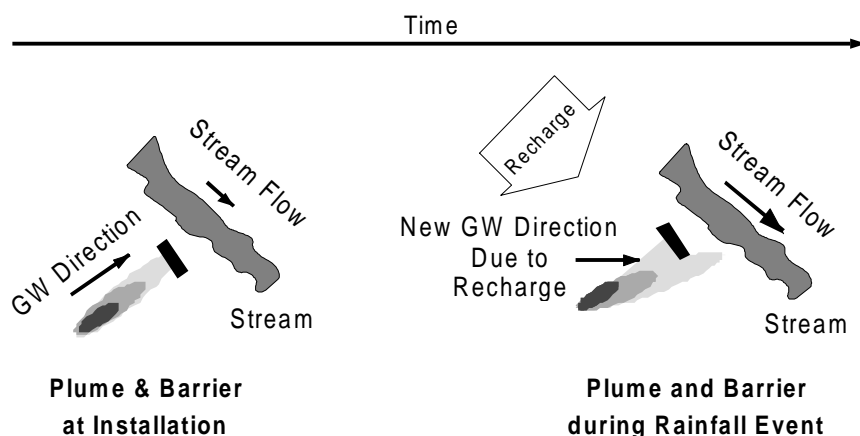 Time
Stream Flow
GW Direction
Stream
Plume & Barrier
at Installation
Recharge
Stream Flow
New GW Direction
Due to
Recharge
Stream
Plume and Barrier
during Rainfall Event